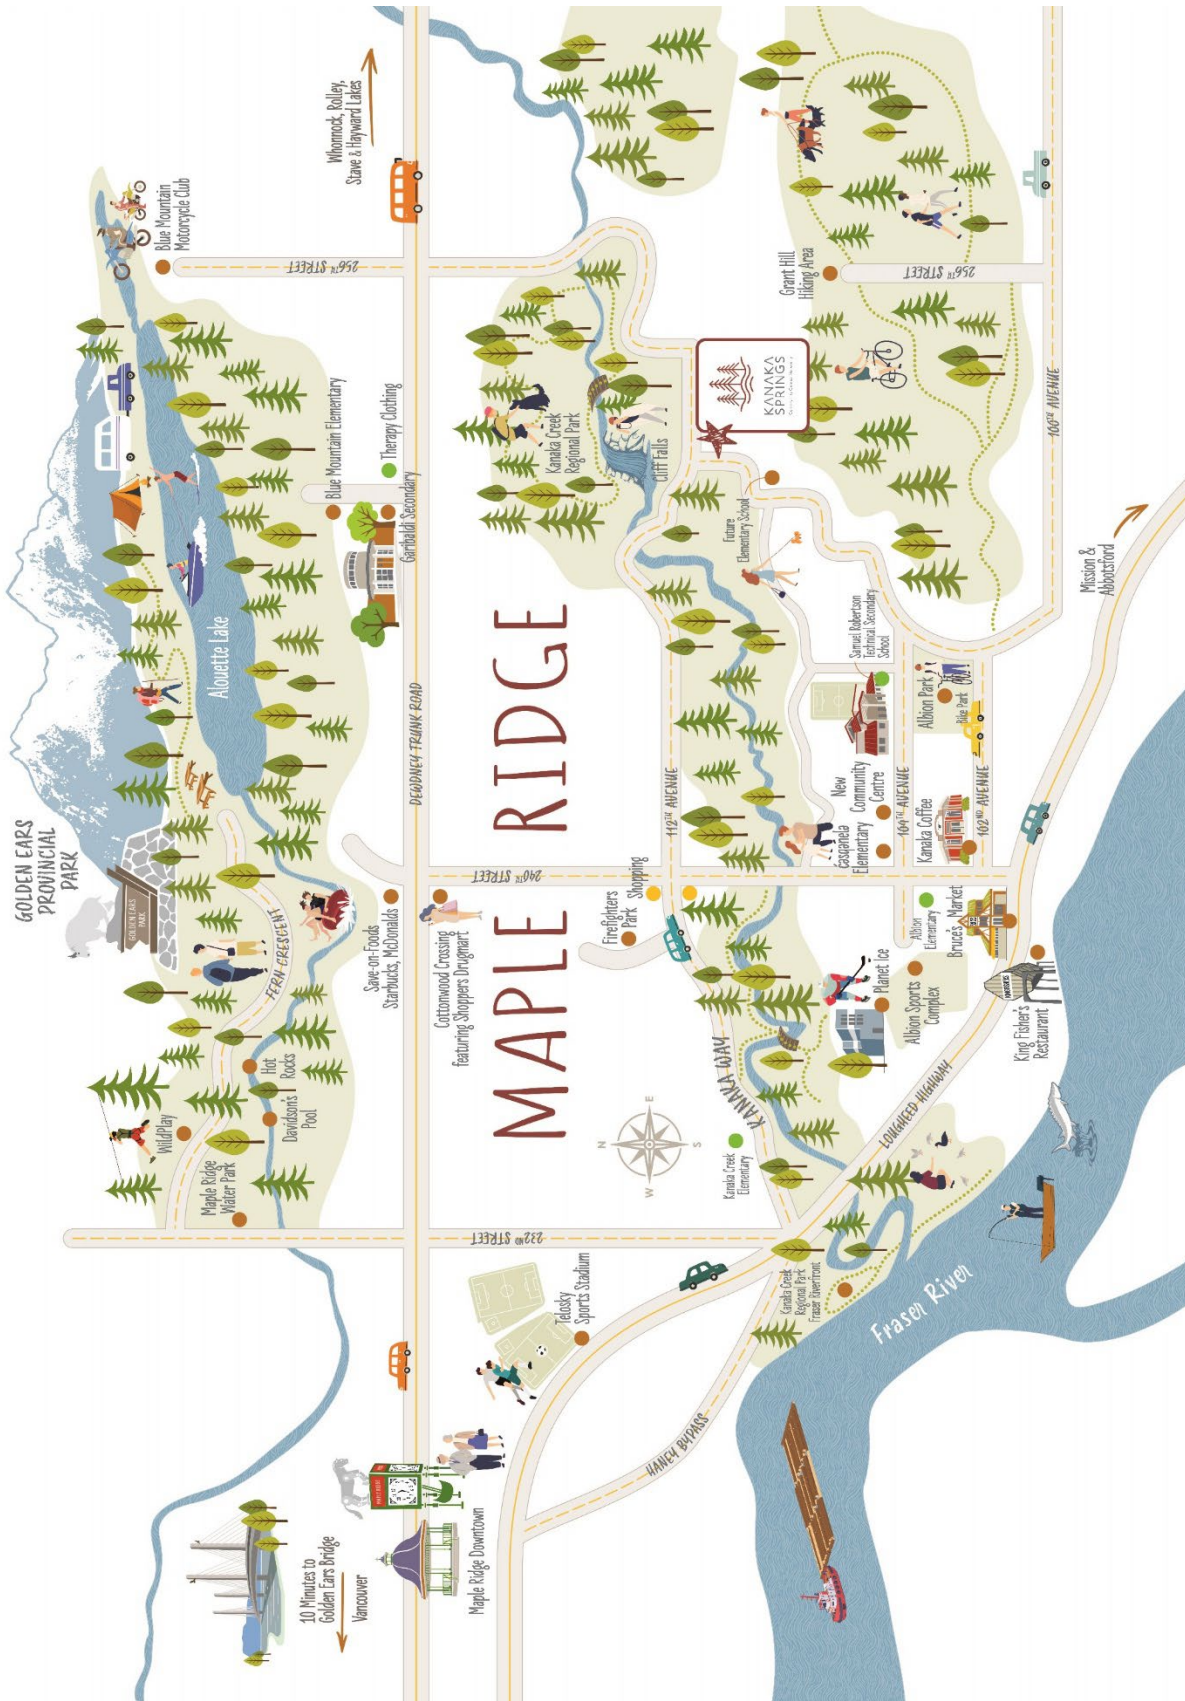 GOLDEN EARS
PROVINCIAL
PARK
GOLDEN EARS
PARK
Alouette Lake
Blue Mountain
Motorcycle Club
Whonnock, Rolley,
Stave & Hayward Lakes
256TH STREET
WildPlay
Maple Ridge
Water Park
Davidson's
Pool
Hot
Rocks
FERN CRESCENT
Blue Mountain Elementary
Therapy Clothing
Garibaldi Secondary
10 Minutes to
Golden Ears Bridge
Vancouver
Save-on-Foods
Starbucks, McDonalds
DEWDNEY TRUNK ROAD
Cottonwood Crossing
featuring Shoppers Drugmart
Maple Ridge Downtown
232ND STREET
240TH STREET
MAPLE RIDGE
N
E
S
W
Telosky
Sports Stadium
Firefighters
Park
Shopping
112TH AVENUE
Kanaka Creek
Regional Park
Cliff Falls
KANAKA
SPRINGS
Kanaka Creek
Elementary
KANAKA WAY
HANEY BYPASS
Kanaka Creek
Regional Park
Fraser Riverfront
Future
Elementary School
Samuel Robertson
Technical Secondary
School
New
Community
Centre
Casqanela
Elementary
104TH AVENUE
Planet Ice
Albion Sports
Complex
Albion
Elementary
Kanaka Coffee
Albion Park
Bike Park
102ND AVENUE
Bruce's Market
LOUGHEED HIGHWAY
King Fisher's
Restaurant
Fraser River
Grant Hill
Hiking Area
256TH STREET
100TH AVENUE
Mission &
Abbotsford